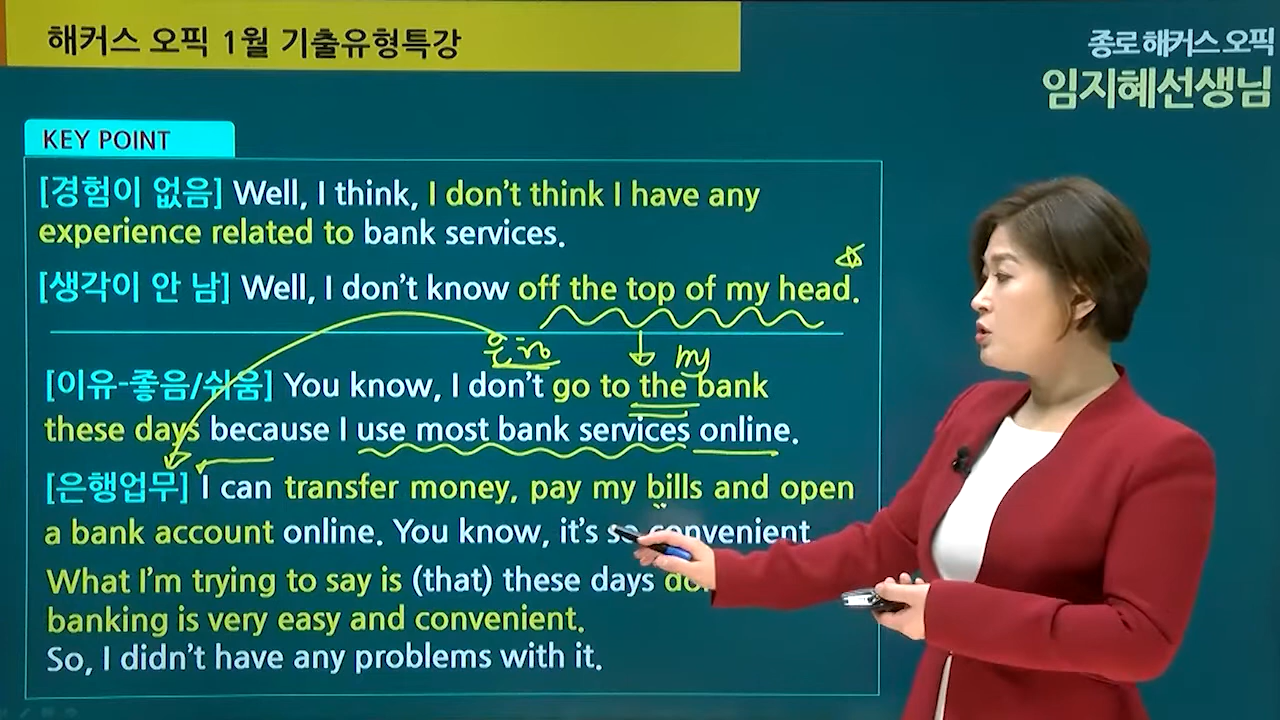 해커스 오픽 1월 기출유형특강
종로 해커스 오픽
임지혜선생님
KEY POINT
[경험이 없음] Well, I think, I don't think I have any
experience related to bank services.
[생각이 안 남] Well, I don't know off the top of my head.
은행
my
[이유-좋음/쉬움] You know, I don't go to the bank
these days because I use most bank services online.
[은행업무] I can transfer money, pay my bills and open
a bank account online. You know, it's so convenient
What I'm trying to say is (that) these days
banking is very easy and convenient.
So, I didn't have any problems with it.